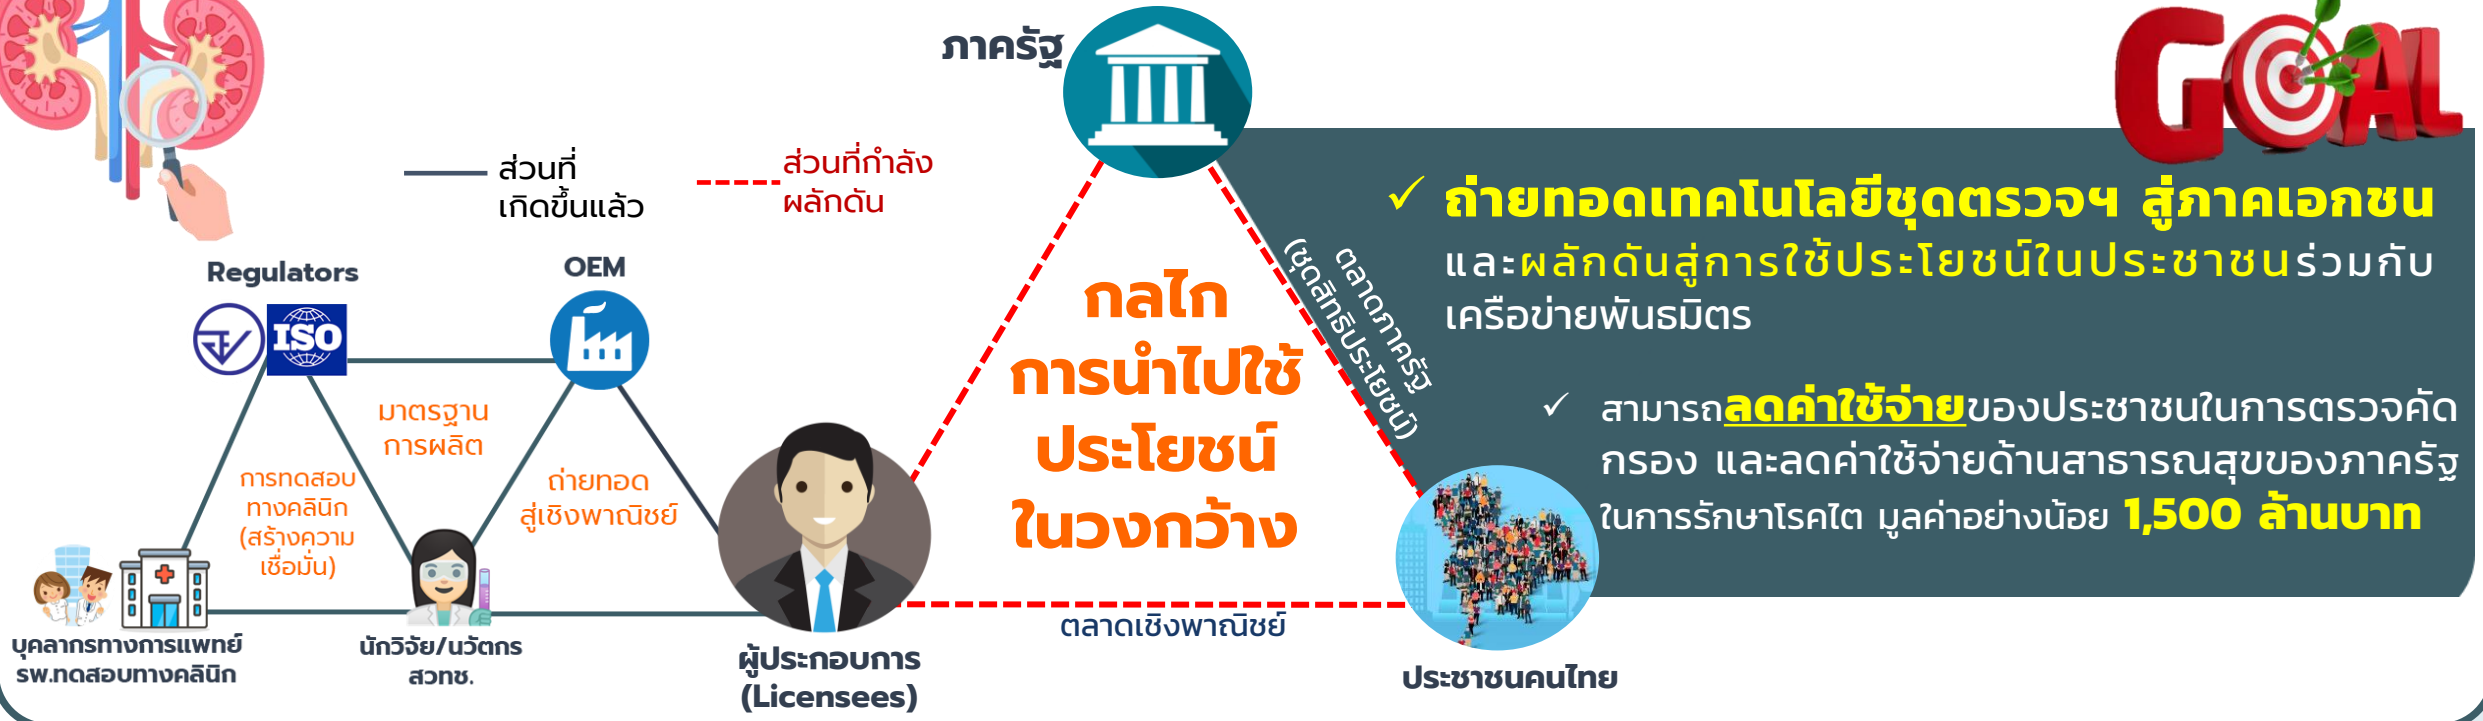 ภาครัฐ
GOAL
ส่วนที่
เกิดขึ้นแล้ว
ส่วนที่กำลัง
ผลักดัน
Regulators
OEM
ISO
มาตรฐาน
การผลิต
การทดสอบ
ทางคลินิก
(สร้างความ
เชื่อมั่น)
ถ่ายทอด
สู่เชิงพาณิชย์
บุคลากรทางการแพทย์
รพ.ทดสอบทางคลินิก
นักวิจัย/นวัตกร
สวทช.
ผู้ประกอบการ
(Licensees)
กลไก
การนำไปใช้
ประโยชน์
ในวงกว้าง
ตลาดภาครัฐ
(ชุดสิทธิประโยชน์)
ตลาดเชิงพาณิชย์
ประชาชนคนไทย
✓ ถ่ายทอดเทคโนโลยีชุดตรวจฯ สู่ภาคเอกชน
และผลักดันสู่การใช้ประโยชน์ในประชาชนร่วมกับ
เครือข่ายพันธมิตร
✓ สามารถลดค่าใช้จ่ายของประชาชนในการตรวจคัด
กรอง และลดค่าใช้จ่ายด้านสาธารณสุขของภาครัฐ
ในการรักษาโรคไต มูลค่าอย่างน้อย 1,500 ล้านบาท